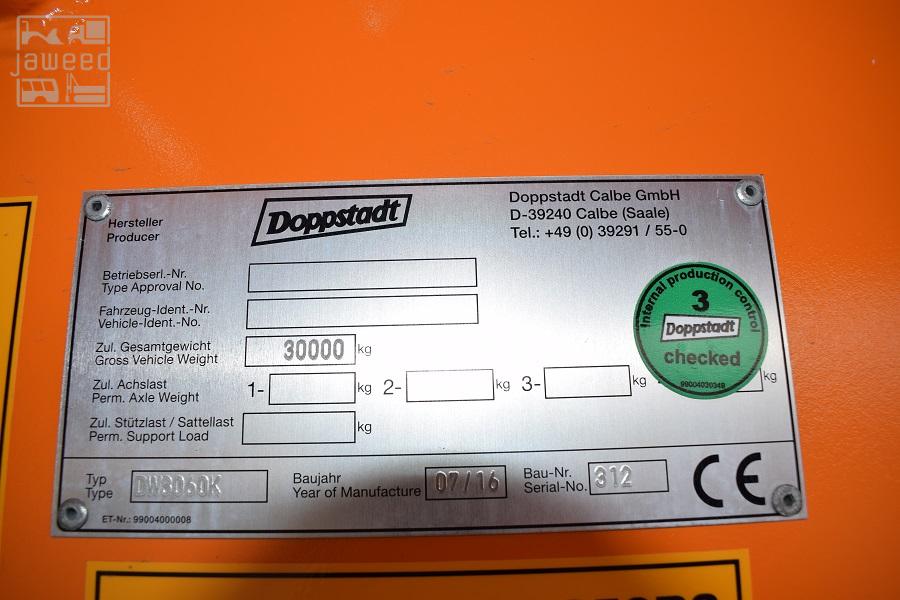 jaweed
Hersteller
Producer
Doppstadt
Doppstadt Calbe GmbH
D-39240 Calbe (Saale)
Tel.: +49 (0) 39291 / 55-0
Betriebserl.-Nr.
Type Approval No.
Fahrzeug-Ident.-Nr.
Vehicle-Ident.-No.
Zul. Gesamtgewicht
Gross Vehicle Weight
30000 kg
Zul. Achslast
Perm. Axle Weight
1- kg 2- kg 3- kg kg
Zul. Stützlast / Sattellast
Perm. Support Load
kg
Internal production control
3
Doppstadt
checked
99004030349
Typ
Type
DW3060K
Baujahr
Year of Manufacture
07/16
Bau-Nr.
Serial-No.
312
CE
ET-Nr.: 99004000008